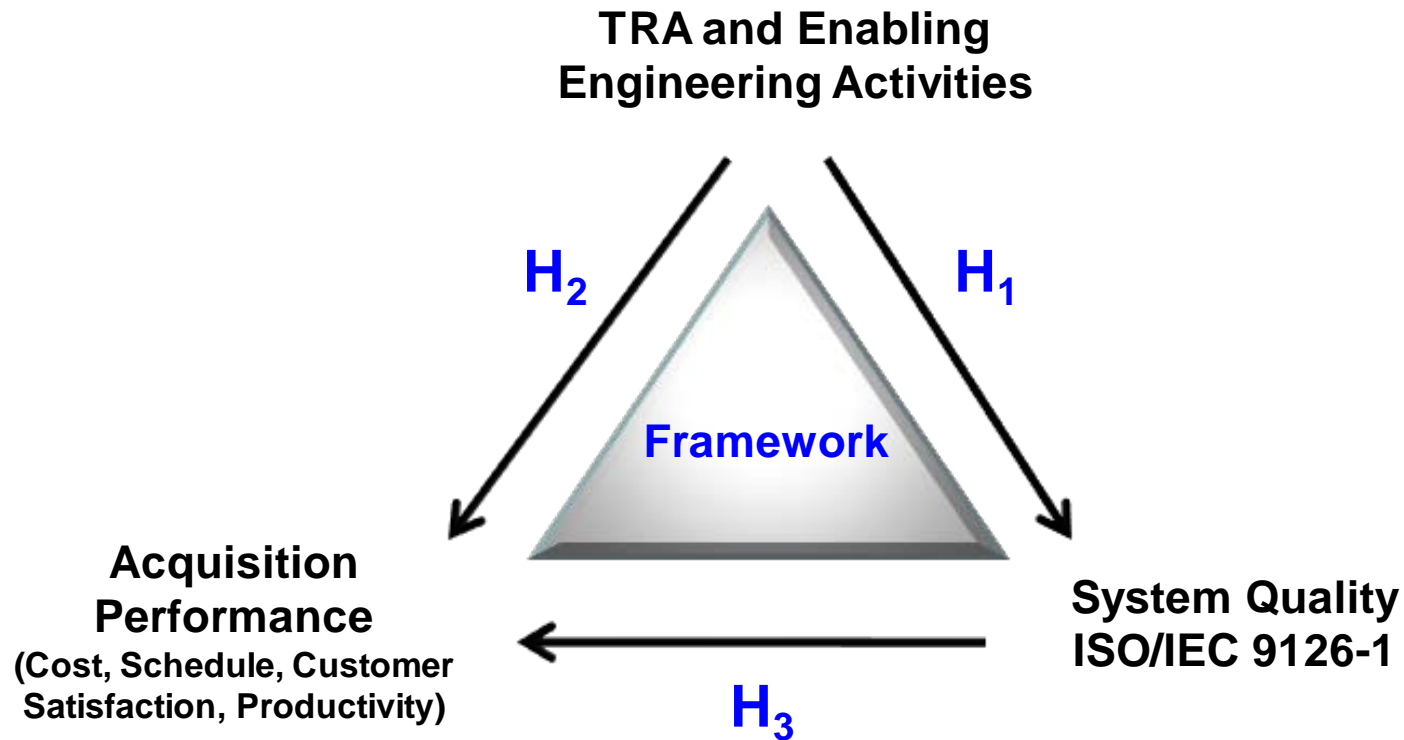 TRA and Enabling
Engineering Activities
H₂
H₁
Framework
Acquisition
Performance
(Cost, Schedule, Customer
Satisfaction, Productivity)
System Quality
ISO/IEC 9126-1
H₃